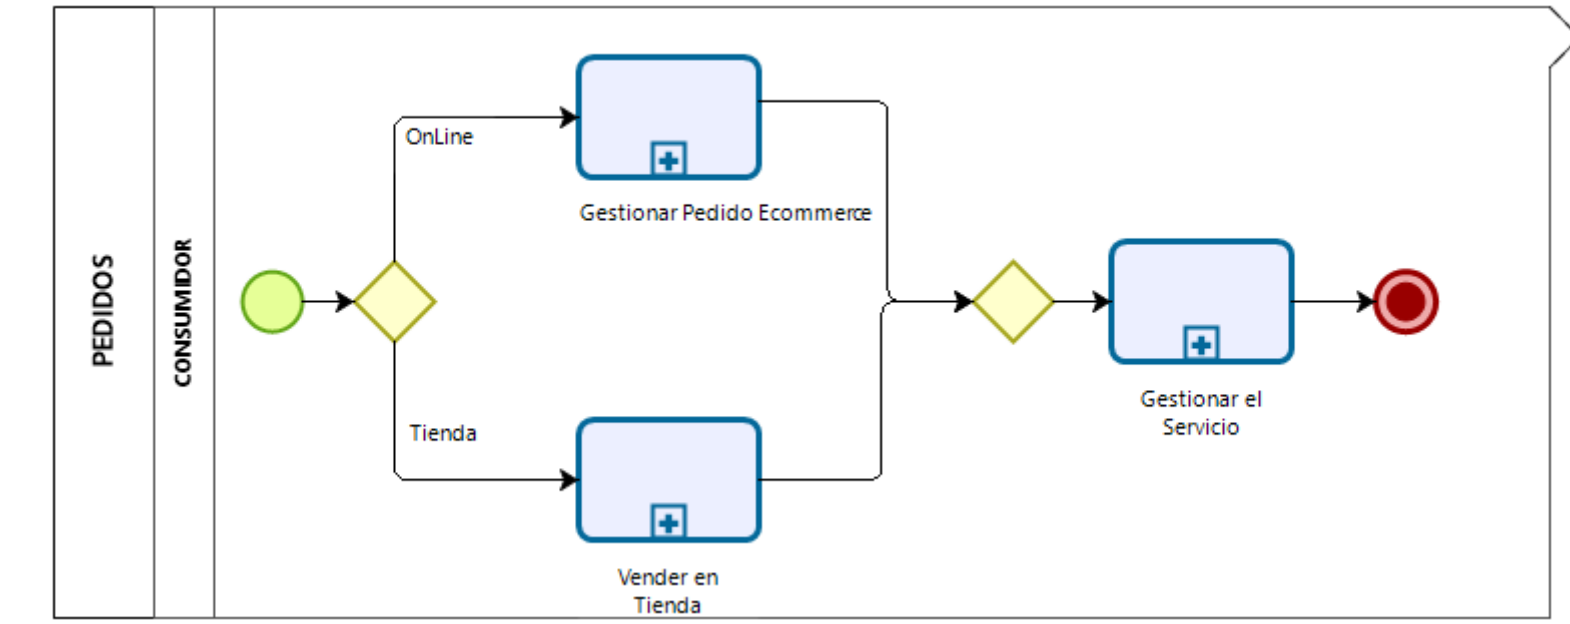 PEDIDOS
CONSUMIDOR
OnLine
Gestionar Pedido Ecommerce
Tienda
Vender en
Tienda
Gestionar el
Servicio